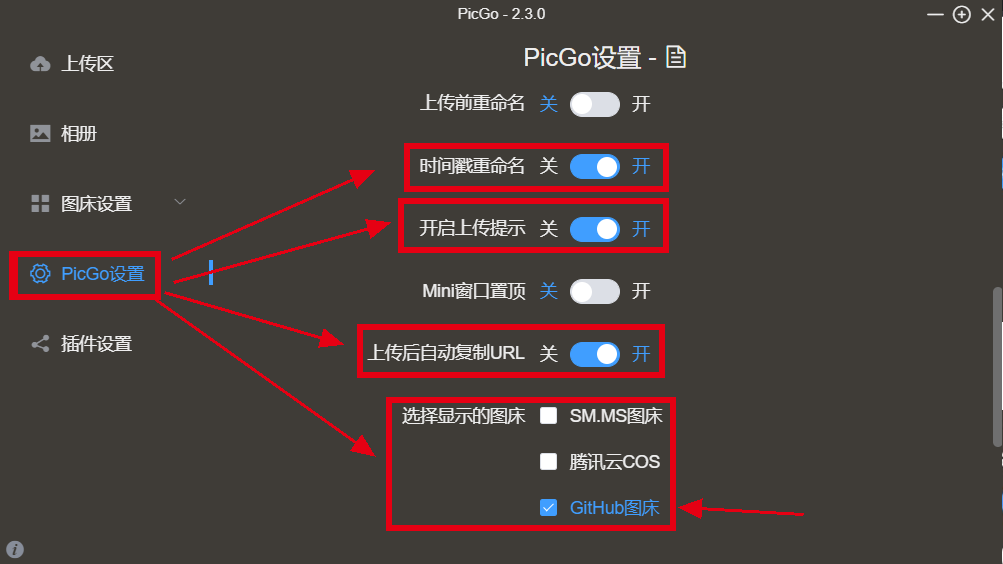 PicGo - 2.3.0
上传区
相册
图床设置
PicGo设置
插件设置
PicGo设置 -
上传前重命名 关 开
时间戳重命名 关 开
开启上传提示 关 开
Mini窗口置顶 关 开
上传后自动复制URL 关 开
选择显示的图床 SM.MS图床
腾讯云COS
GitHub图床